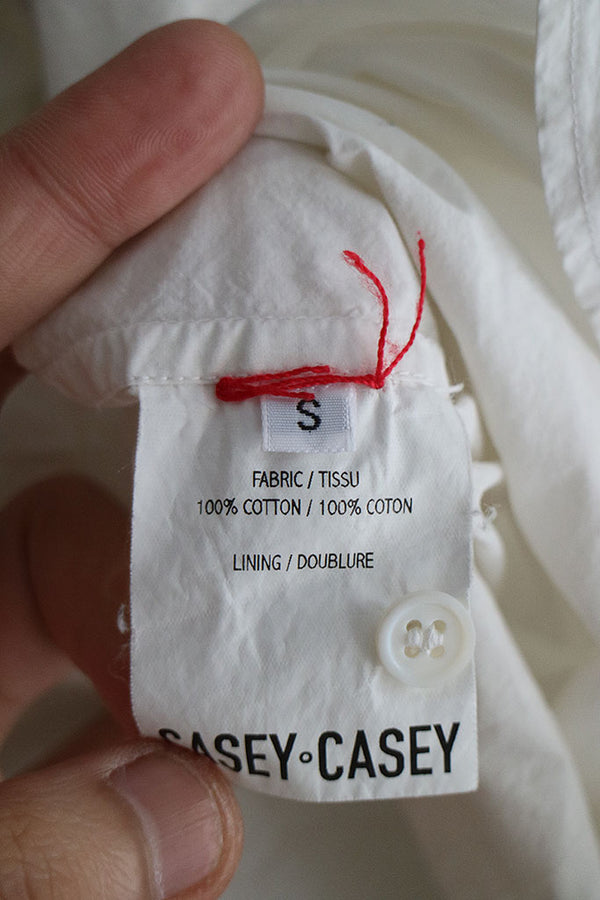 S
FABRIC / TISSU
100% COTTON / 100% COTON
LINING / DOUBLURE
CASEY∘CASEY